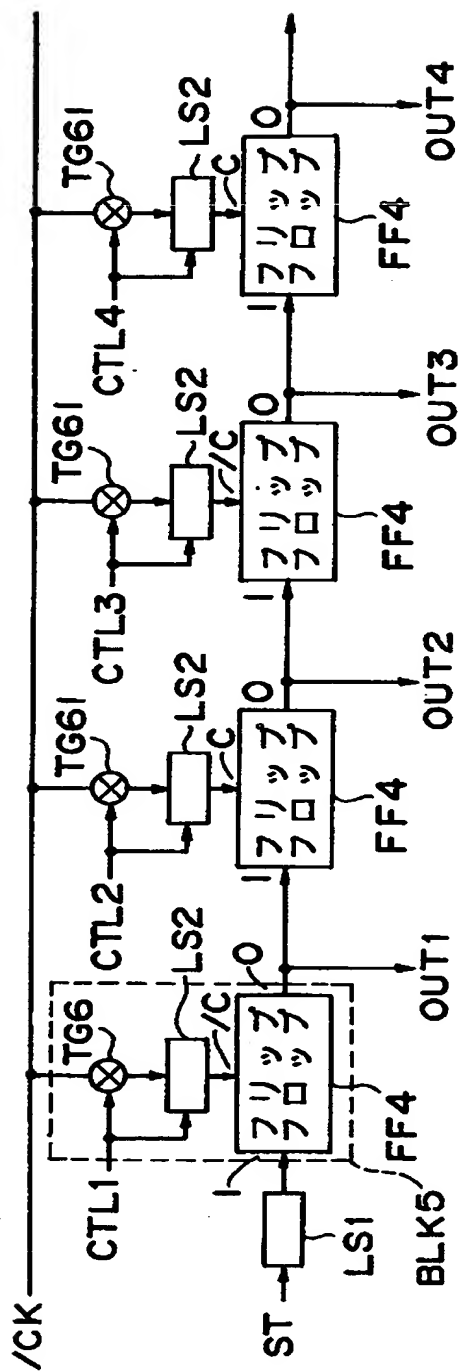 /CK
TG6
TG61
TG61
TG61
CTL1
CTL2
CTL3
CTL4
LS2
LS2
LS2
LS2
/C
C
/C
C
I
O
I
O
I
O
I
O
フリップ
フロップ
フリップ
フロップ
フリップ
フロップ
フリップ
フロップ
ST
LS1
FF4
FF4
FF4
FF4
BLK5
OUT1
OUT2
OUT3
OUT4